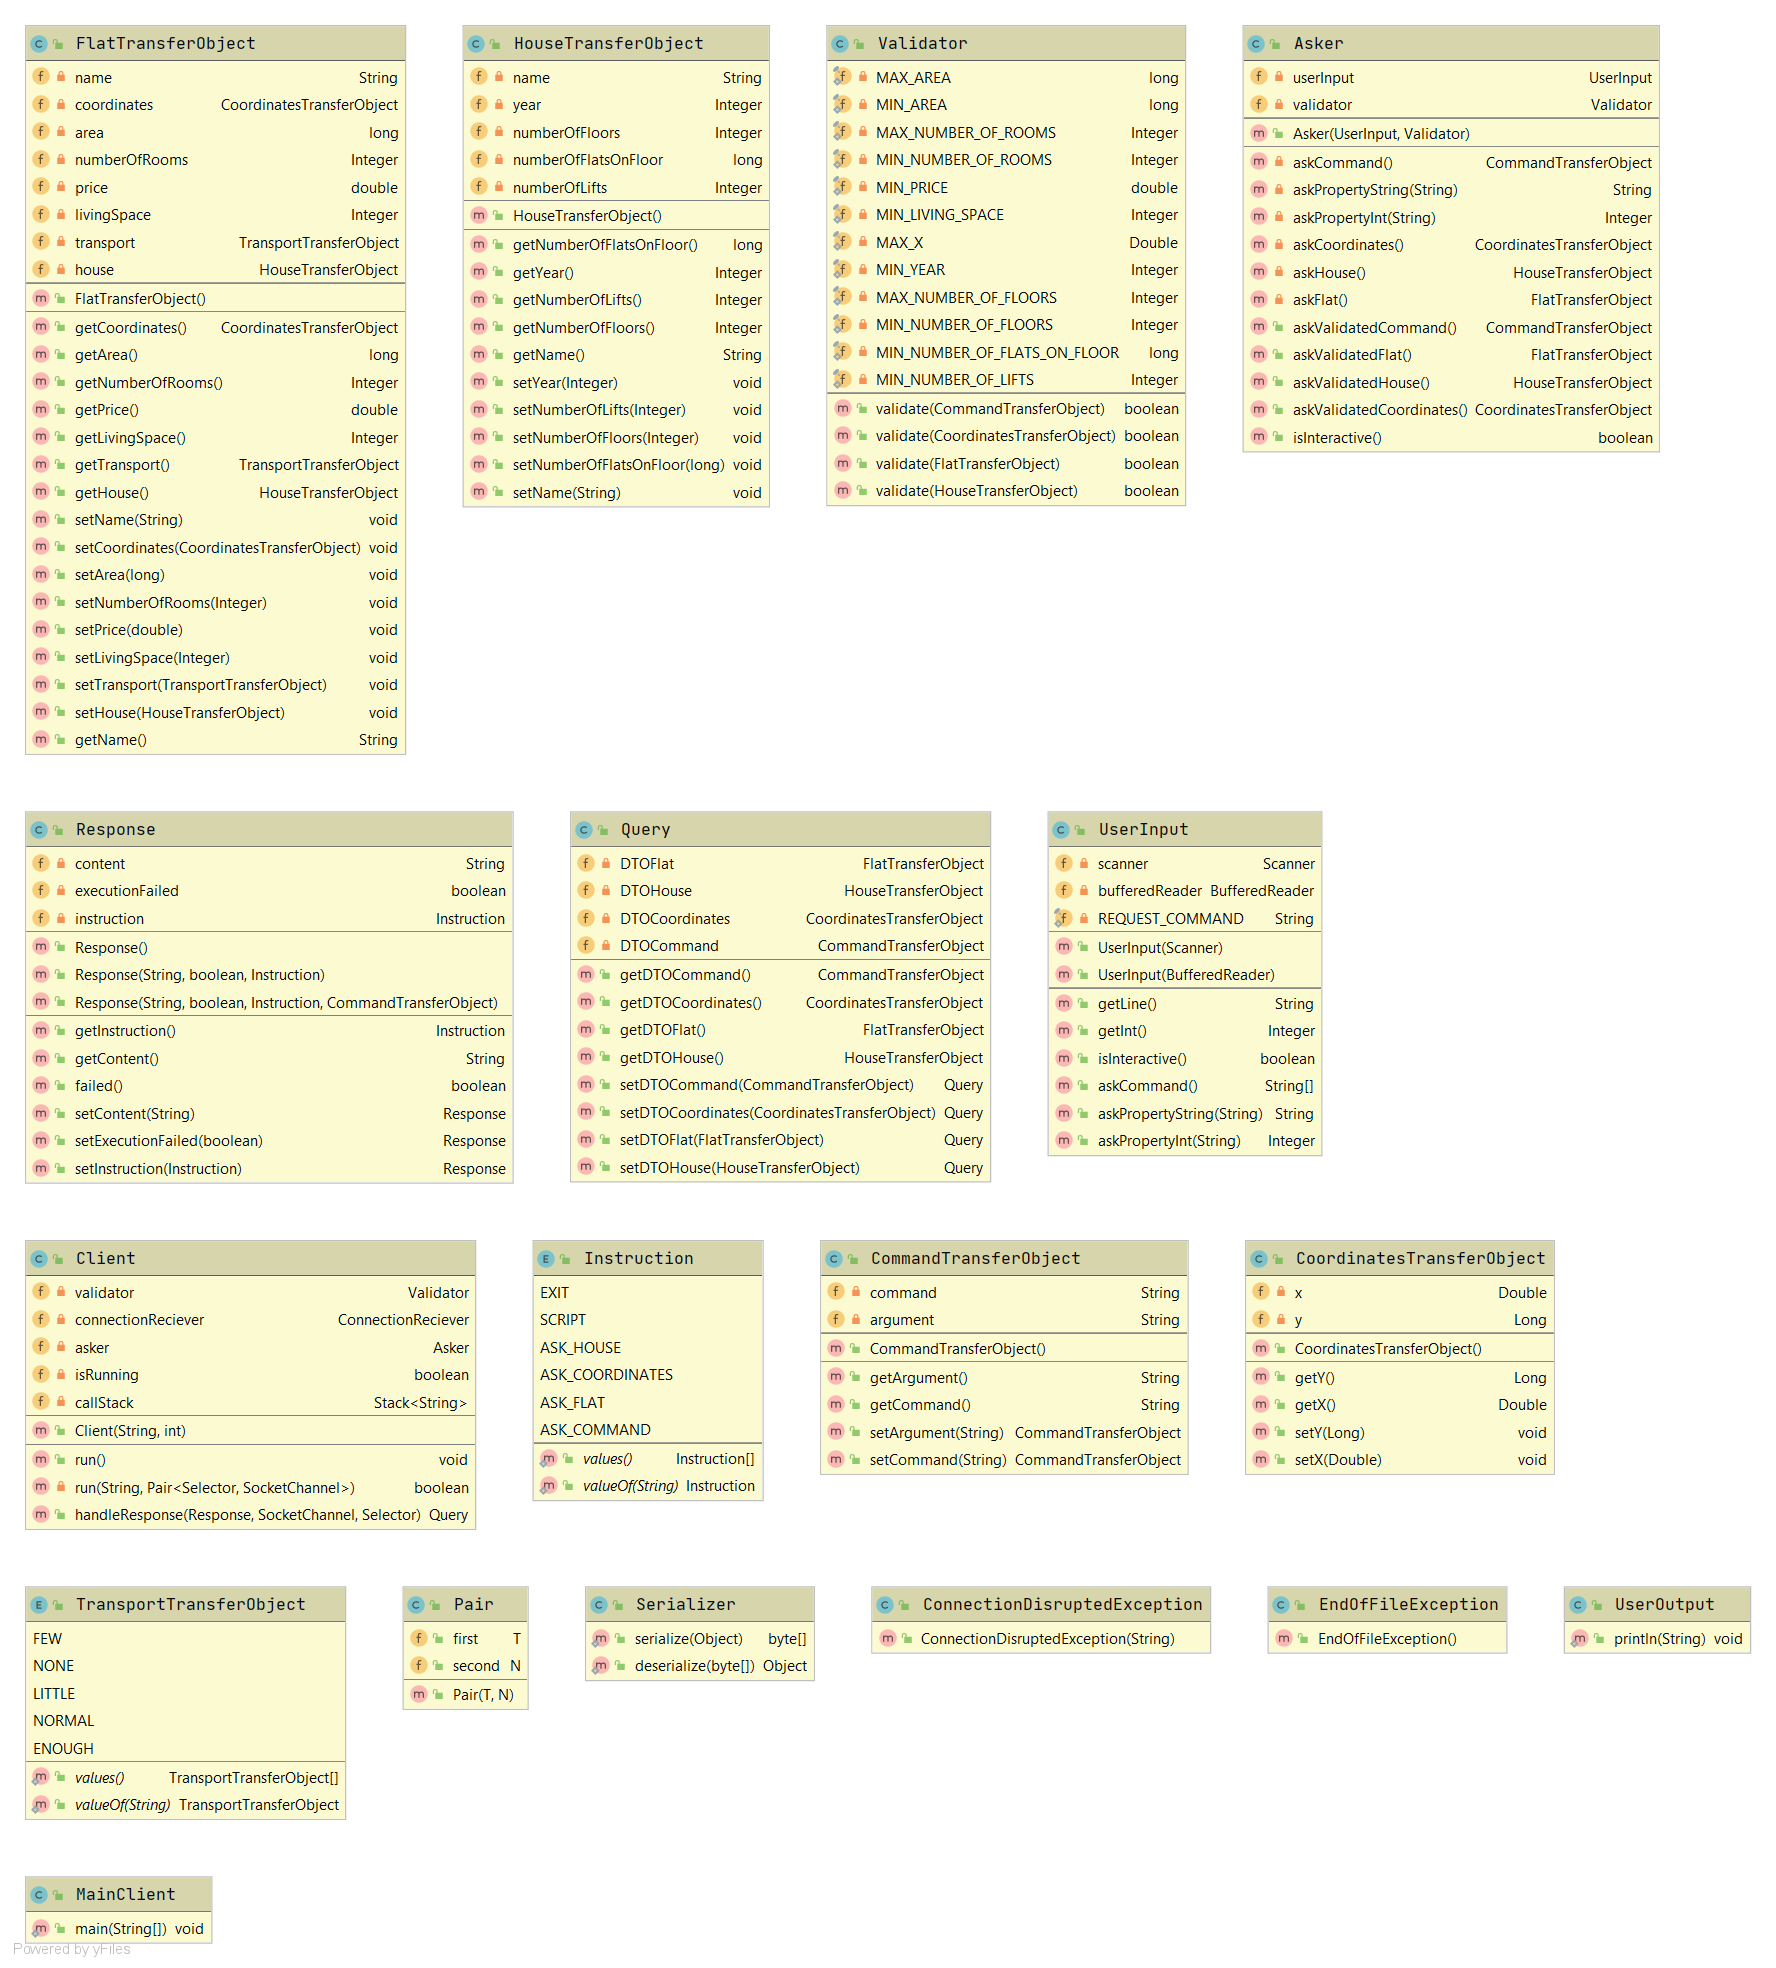 FlatTransferObject
name String
coordinates CoordinatesTransferObject
area long
numberOfRooms Integer
price double
livingSpace Integer
transport TransportTransferObject
house HouseTransferObject
FlatTransferObject()
getCoordinates() CoordinatesTransferObject
getArea() long
getNumberOfRooms() Integer
getPrice() double
getLivingSpace() Integer
getTransport() TransportTransferObject
getHouse() HouseTransferObject
setName(String) void
setCoordinates(CoordinatesTransferObject) void
setArea(long) void
setNumberOfRooms(Integer) void
setPrice(double) void
setLivingSpace(Integer) void
setTransport(TransportTransferObject) void
setHouse(HouseTransferObject) void
getName() String
HouseTransferObject
name String
year Integer
numberOfFloors Integer
numberOfFlatsOnFloor long
numberOfLifts Integer
HouseTransferObject()
getNumberOfFlatsOnFloor() long
getYear() Integer
getNumberOfLifts() Integer
getNumberOfFloors() Integer
getName() String
setYear(Integer) void
setNumberOfLifts(Integer) void
setNumberOfFloors(Integer) void
setNumberOfFlatsOnFloor(long) void
setName(String) void
Validator
MAX_AREA long
MIN_AREA long
MAX_NUMBER_OF_ROOMS Integer
MIN_NUMBER_OF_ROOMS Integer
MIN_PRICE double
MIN_LIVING_SPACE Integer
MAX_X Double
MIN_YEAR Integer
MAX_NUMBER_OF_FLOORS Integer
MIN_NUMBER_OF_FLOORS Integer
MIN_NUMBER_OF_FLATS_ON_FLOOR long
MIN_NUMBER_OF_LIFTS Integer
validate(CommandTransferObject) boolean
validate(CoordinatesTransferObject) boolean
validate(FlatTransferObject) boolean
validate(HouseTransferObject) boolean
Asker
userInput UserInput
validator Validator
Asker(UserInput, Validator)
askCommand() CommandTransferObject
askPropertyString(String) String
askPropertyInt(String) Integer
askCoordinates() CoordinatesTransferObject
askHouse() HouseTransferObject
askFlat() FlatTransferObject
askValidatedCommand() CommandTransferObject
askValidatedFlat() FlatTransferObject
askValidatedHouse() HouseTransferObject
askValidatedCoordinates() CoordinatesTransferObject
isInteractive() boolean
Response
content String
executionFailed boolean
instruction Instruction
Response()
Response(String, boolean, Instruction)
Response(String, boolean, Instruction, CommandTransferObject)
getInstruction() Instruction
getContent() String
failed() boolean
setContent(String) Response
setExecutionFailed(boolean) Response
setInstruction(Instruction) Response
Query
DTOFlat FlatTransferObject
DTOHouse HouseTransferObject
DTOCoordinates CoordinatesTransferObject
DTOCommand CommandTransferObject
getDTOCommand() CommandTransferObject
getDTOCoordinates() CoordinatesTransferObject
getDTOFlat() FlatTransferObject
getDTOHouse() HouseTransferObject
setDTOCommand(CommandTransferObject) Query
setDTOCoordinates(CoordinatesTransferObject) Query
setDTOFlat(FlatTransferObject) Query
setDTOHouse(HouseTransferObject) Query
UserInput
scanner Scanner
bufferedReader BufferedReader
REQUEST_COMMAND String
UserInput(Scanner)
UserInput(BufferedReader)
getLine() String
getInt() Integer
isInteractive() boolean
askCommand() String[]
askPropertyString(String) String
askPropertyInt(String) Integer
Client
validator Validator
connectionReciever ConnectionReciever
asker Asker
isRunning boolean
callStack Stack<String>
Client(String, int)
run() void
run(String, Pair<Selector, SocketChannel>) boolean
handleResponse(Response, SocketChannel, Selector) Query
Instruction
EXIT
SCRIPT
ASK_HOUSE
ASK_COORDINATES
ASK_FLAT
ASK_COMMAND
values() Instruction[]
valueOf(String) Instruction
CommandTransferObject
command String
argument String
CommandTransferObject()
getArgument() String
getCommand() String
setArgument(String) CommandTransferObject
setCommand(String) CommandTransferObject
CoordinatesTransferObject
x Double
y Long
CoordinatesTransferObject()
getY() Long
getX() Double
setY(Long) void
setX(Double) void
TransportTransferObject
FEW
NONE
LITTLE
NORMAL
ENOUGH
values() TransportTransferObject[]
valueOf(String) TransportTransferObject
Pair
first T
second N
Pair(T, N)
Serializer
serialize(Object) byte[]
deserialize(byte[]) Object
ConnectionDisruptedException
ConnectionDisruptedException(String)
EndOfFileException
EndOfFileException()
UserOutput
println(String) void
MainClient
main(String[]) void
Powered by yFiles